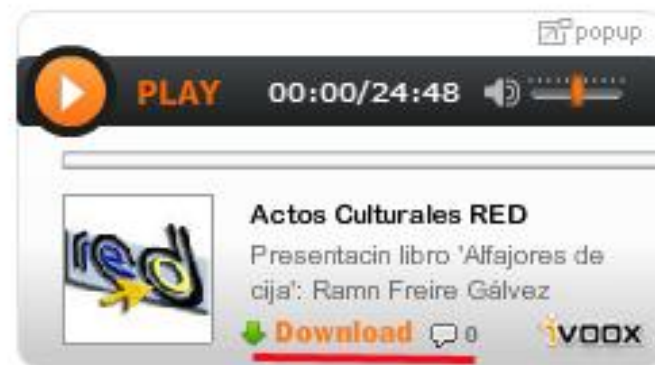 popup
PLAY 00:00/24:48
red
Actos Culturales RED
Presentacin libro 'Alfajores de
cija': Ramn Freire Gálvez
Download 0
ivoox